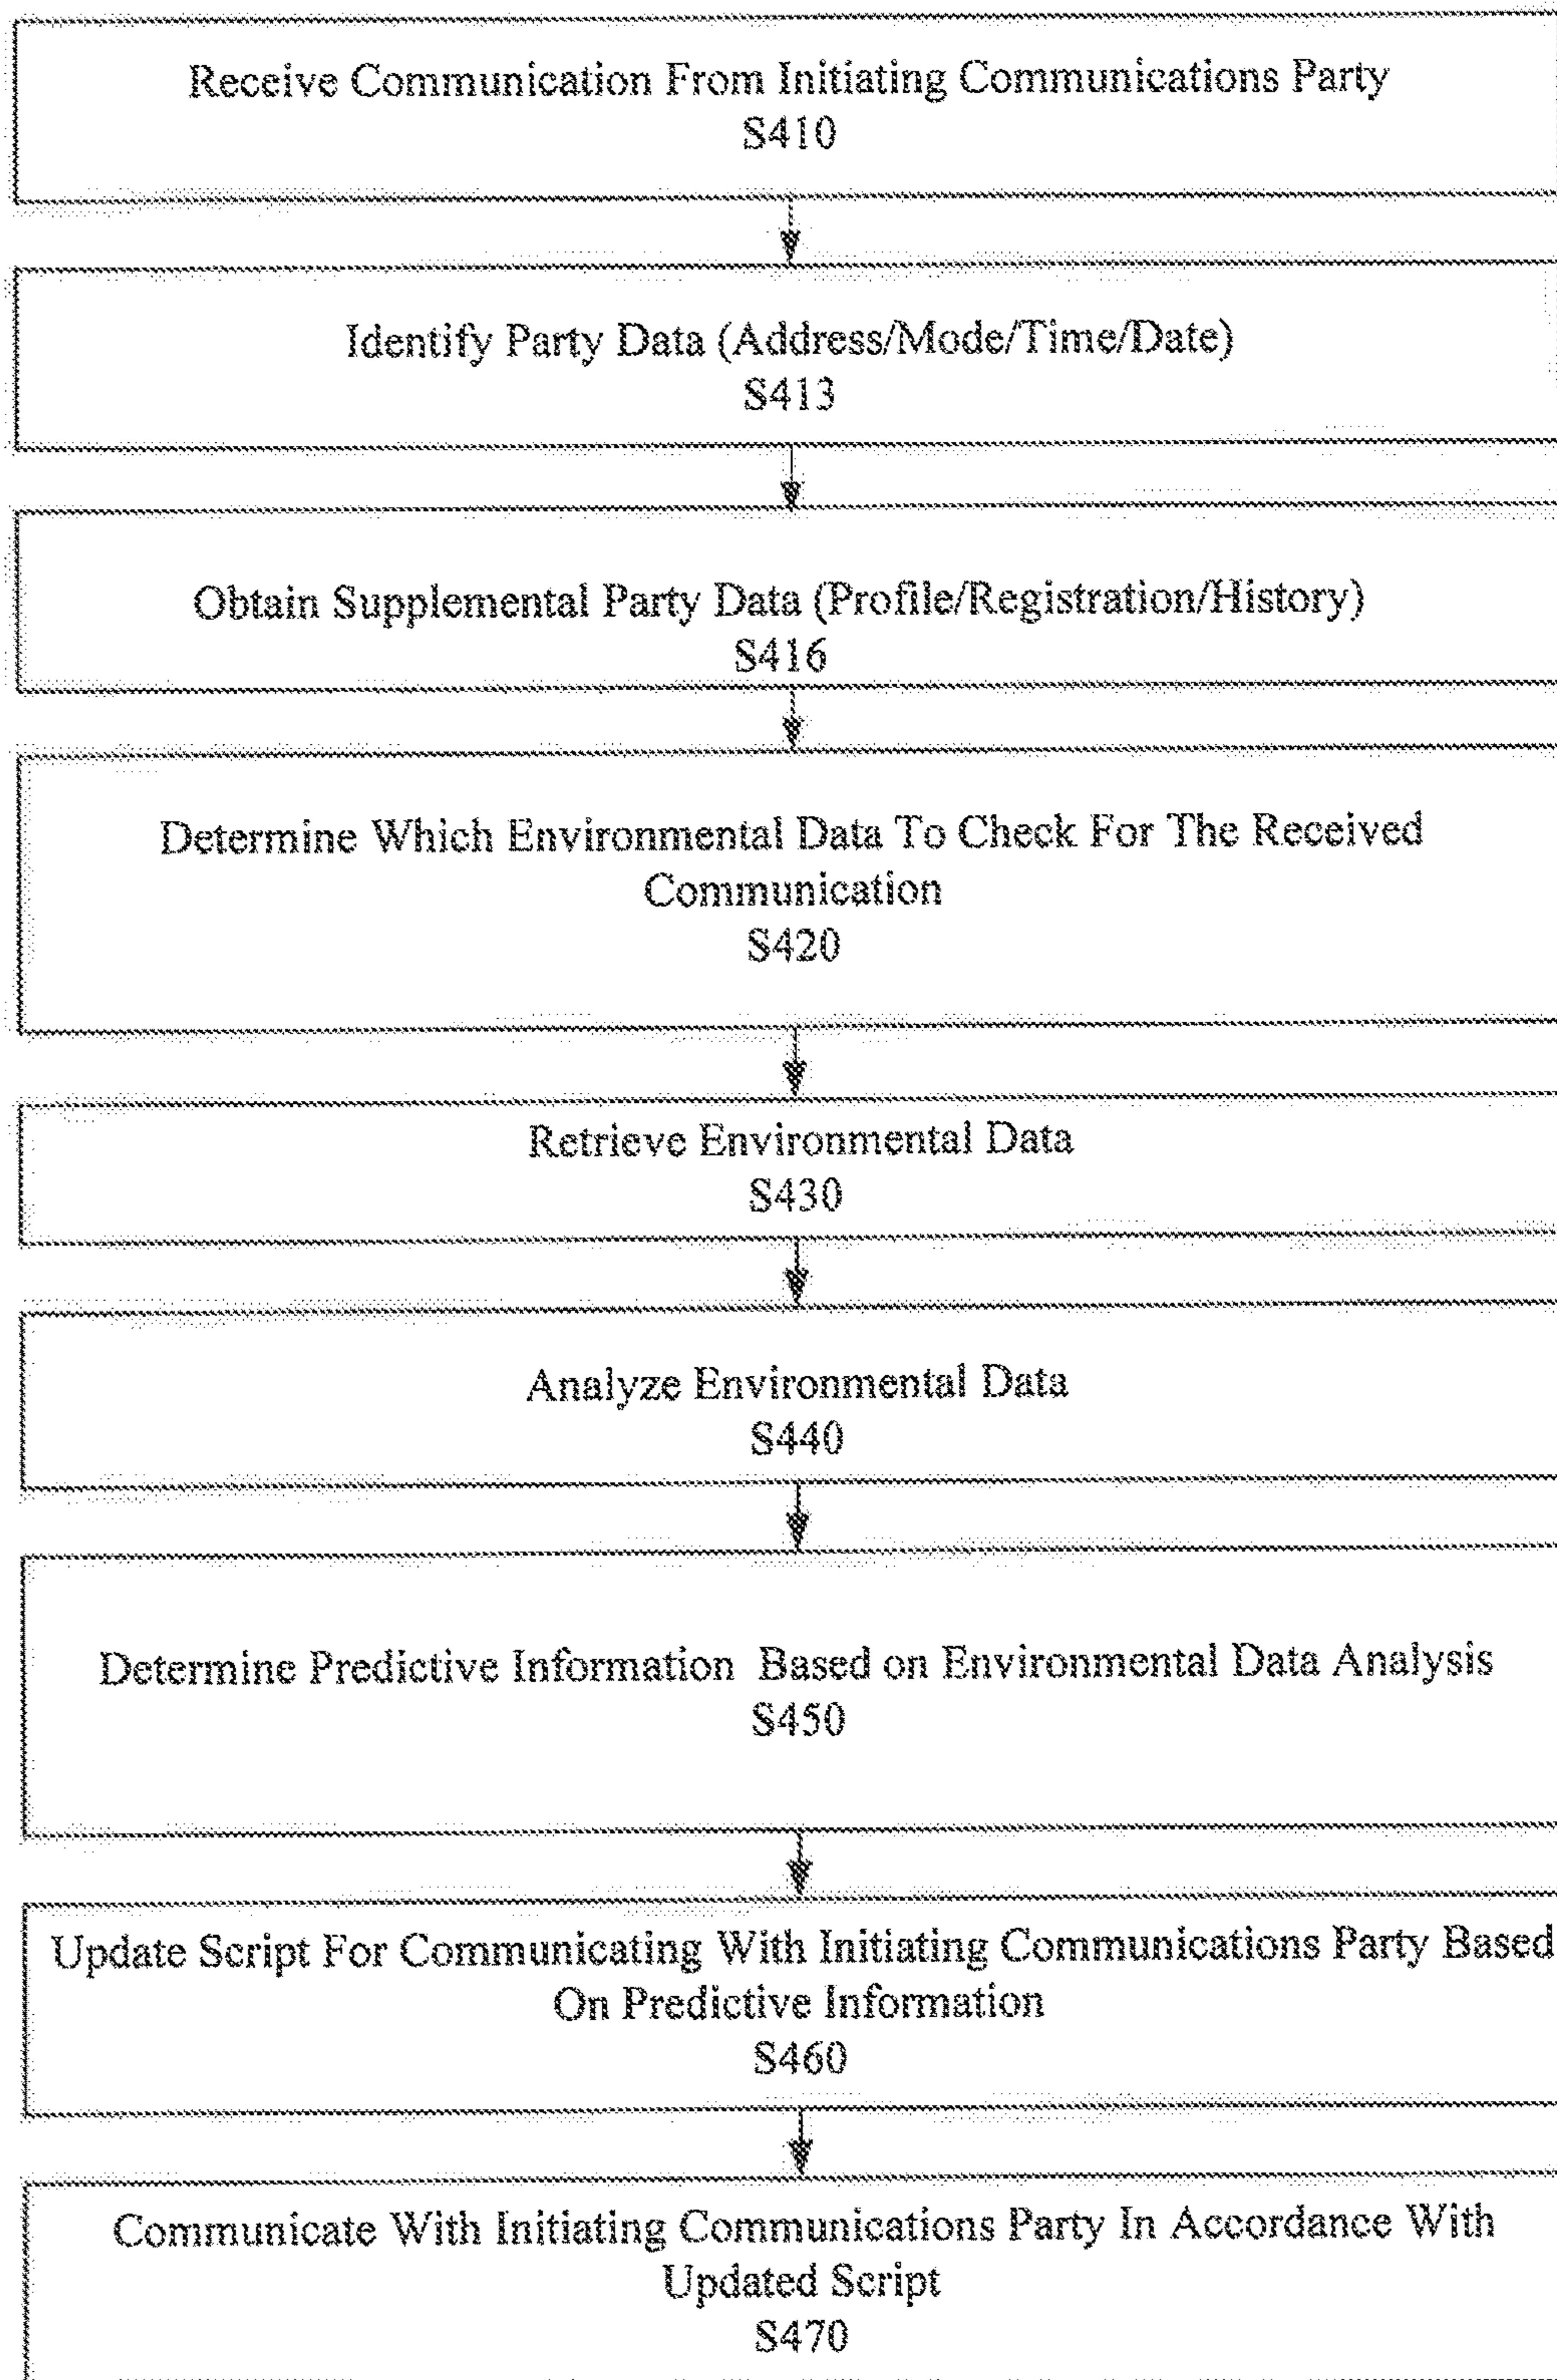 Receive Communication From Initiating Communications Party
S410
Identify Party Data (Address/Mode/Time/Date)
S413
Obtain Supplemental Party Data (Profile/Registration/History)
S416
Determine Which Environmental Data To Check For The Received
Communication
S420
Retrieve Environmental Data
S430
Analyze Environmental Data
S440
Determine Predictive Information Based on Environmental Data Analysis
S450
Update Script For Communicating With Initiating Communications Party Based
On Predictive Information
S460
Communicate With Initiating Communications Party In Accordance With
Updated Script
S470